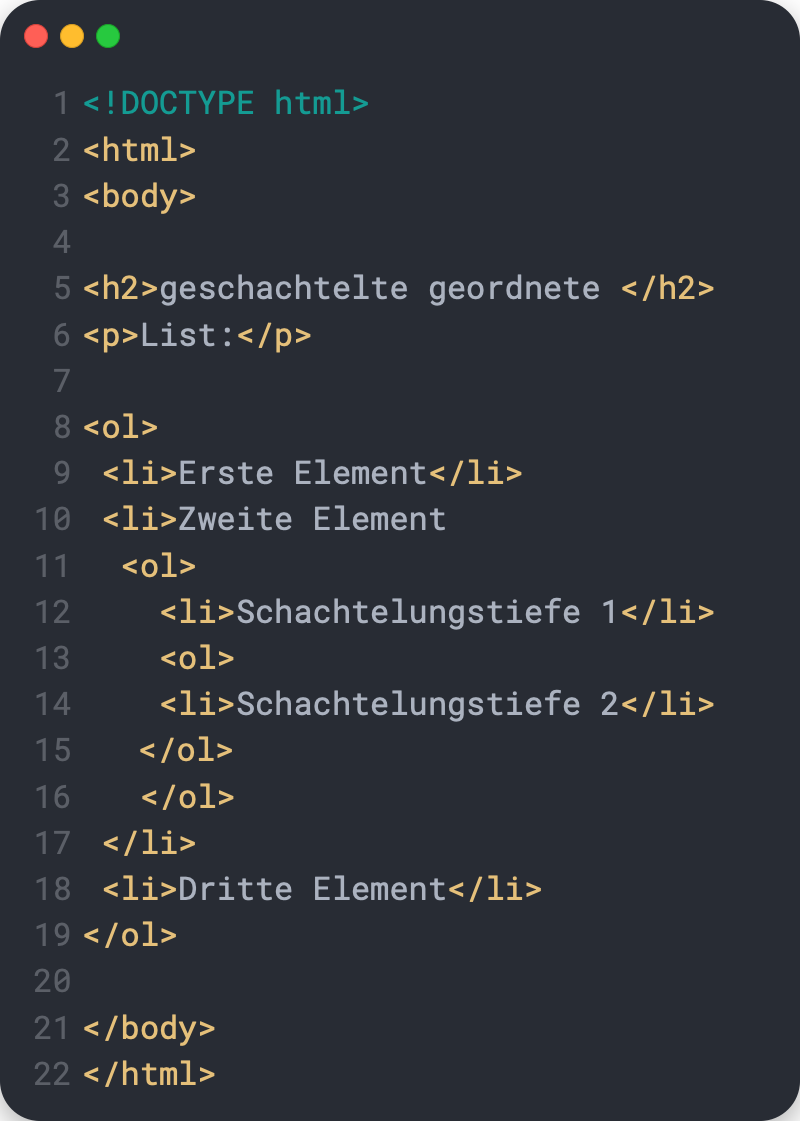 1 <!DOCTYPE html>
2 <html>
3 <body>
4
5 <h2>geschachtelte geordnete </h2>
6 <p>List:</p>
7
8 <ol>
9  <li>Erste Element</li>
10  <li>Zweite Element
11   <ol>
12     <li>Schachtelungstiefe 1</li>
13     <ol>
14     <li>Schachtelungstiefe 2</li>
15    </ol>
16    </ol>
17  </li>
18  <li>Dritte Element</li>
19 </ol>
20
21 </body>
22 </html>